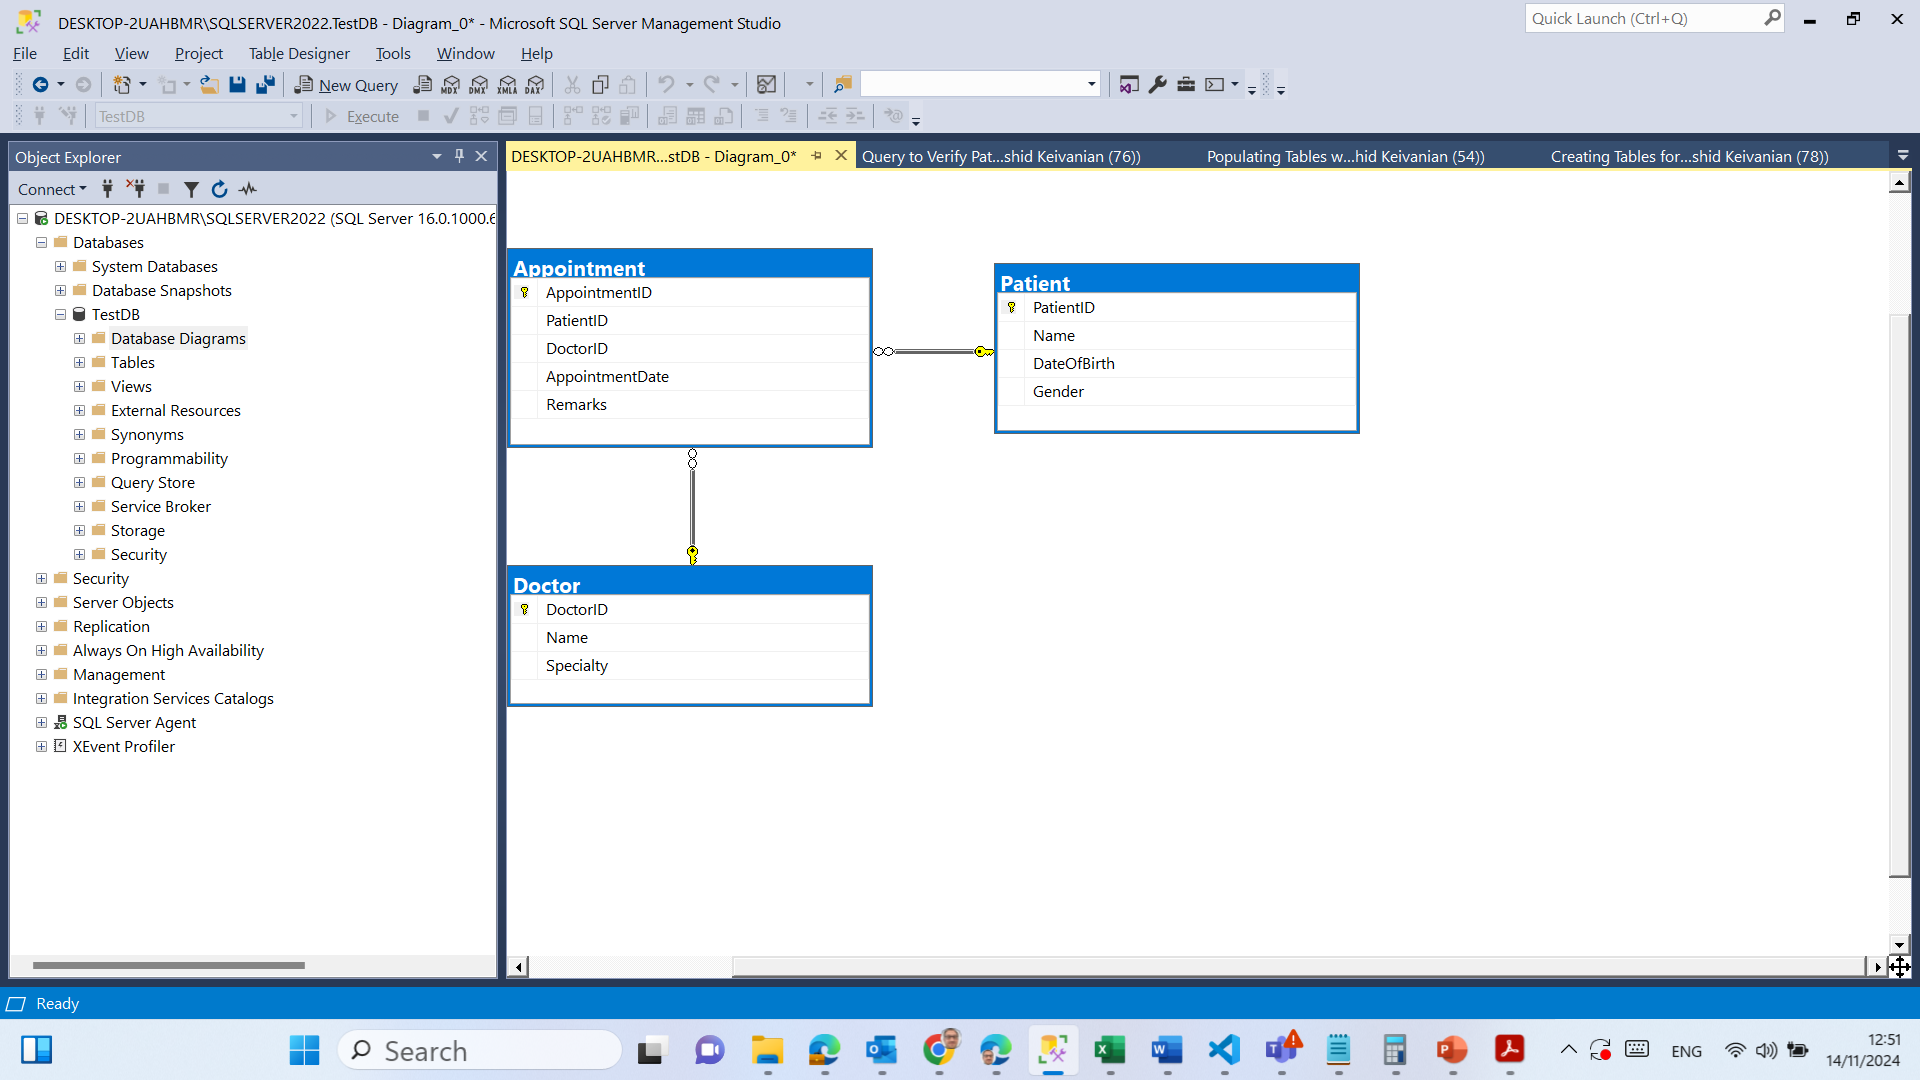 DESKTOP-2UAHBMR\SQLSERVER2022.TestDB - Diagram_0* - Microsoft SQL Server Management Studio
Quick Launch (Ctrl+Q)
File Edit View Project Table Designer Tools Window Help
New Query MDX DMX XMLA DAX
TestDB Execute
Object Explorer
DESKTOP-2UAHBMR...stDB - Diagram_0* Query to Verify Pat...shid Keivanian (76)) Populating Tables w...hid Keivanian (54)) Creating Tables for...shid Keivanian (78))
Connect
DESKTOP-2UAHBMR\SQLSERVER2022 (SQL Server 16.0.1000.6
Databases
System Databases
Database Snapshots
TestDB
Database Diagrams
Tables
Views
External Resources
Synonyms
Programmability
Query Store
Service Broker
Storage
Security
Security
Server Objects
Replication
Always On High Availability
Management
Integration Services Catalogs
SQL Server Agent
XEvent Profiler
Appointment
AppointmentID
PatientID
DoctorID
AppointmentDate
Remarks
Patient
PatientID
Name
DateOfBirth
Gender
Doctor
DoctorID
Name
Specialty
Ready
Search
ENG
12:51
14/11/2024